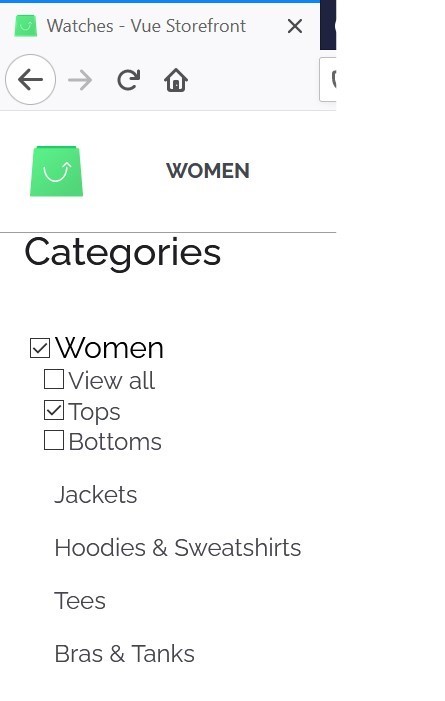 Watches - Vue Storefront
WOMEN
Categories
Women
View all
Tops
Bottoms
Jackets
Hoodies & Sweatshirts
Tees
Bras & Tanks